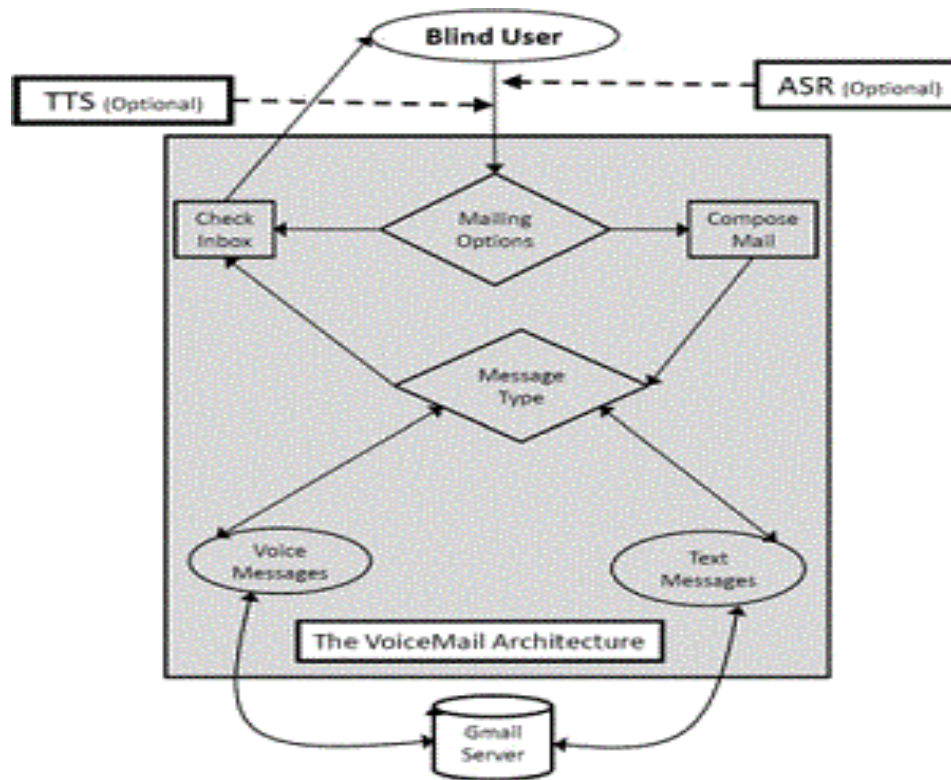 Blind User
TTS (Optional)
ASR (Optional)
Check
Inbox
Mailing
Options
Compose
Mail
Message
Type
Voice
Messages
Text
Messages
The VoiceMail Architecture
Gmail
Server